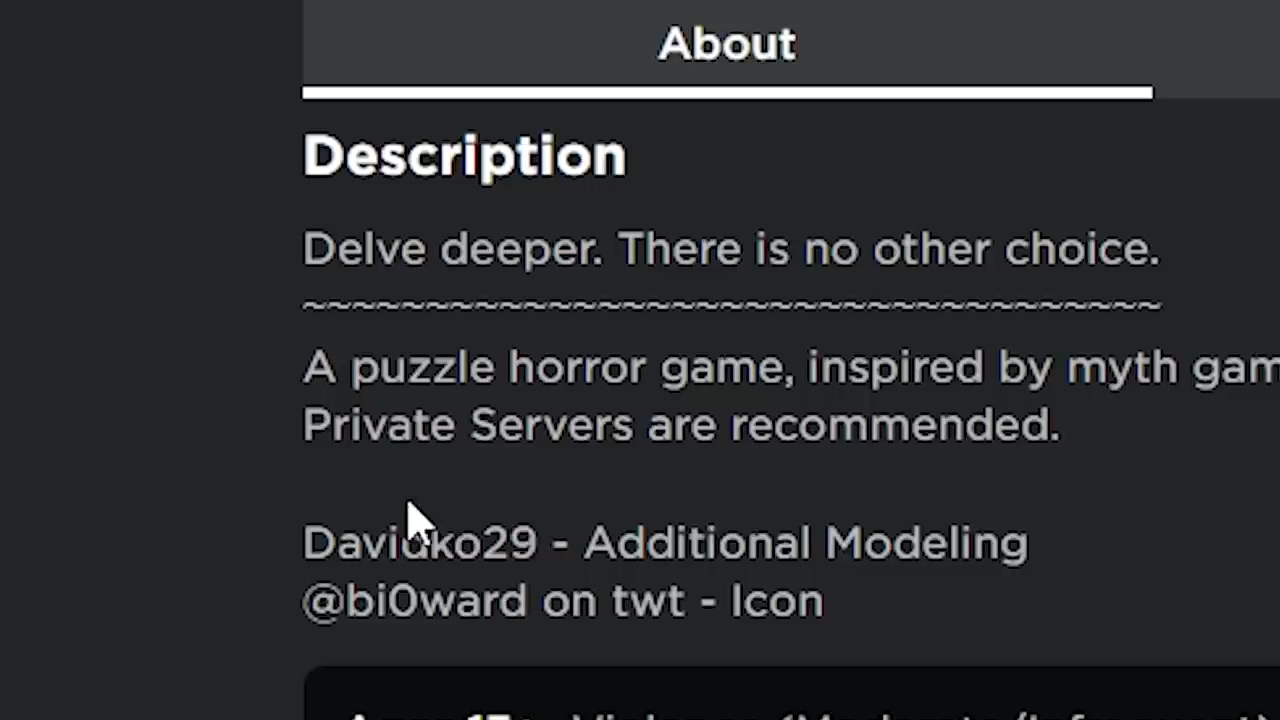 About
Description
Delve deeper. There is no other choice.
~~~~~~~~~~~~~~~~~~~~~~~~~~~~~~~~~~~
A puzzle horror game, inspired by myth gam
Private Servers are recommended.
Davidko29 - Additional Modeling
@bi0ward on twt - Icon